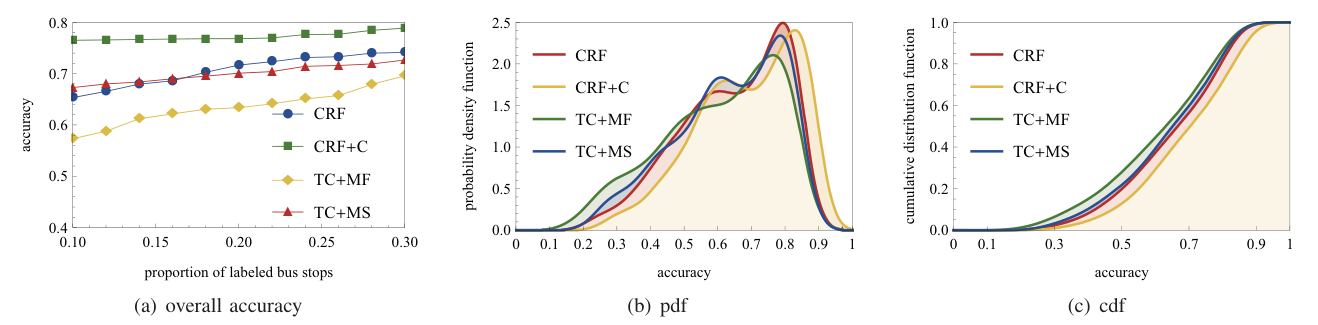 0.8
0.7
0.6
0.5
0.4
accuracy
CRF
CRF+C
TC+MF
TC+MS
0.10 0.15 0.20 0.25 0.30
proportion of labeled bus stops
(a) overall accuracy
2.5
2.0
1.5
1.0
0.5
0.0
probability density function
CRF
CRF+C
TC+MF
TC+MS
0 0.1 0.2 0.3 0.4 0.5 0.6 0.7 0.8 0.9 1
accuracy
(b) pdf
1.0
0.8
0.6
0.4
0.2
0.0
cumulative distribution function
CRF
CRF+C
TC+MF
TC+MS
0 0.1 0.3 0.5 0.7 0.9 1
accuracy
(c) cdf